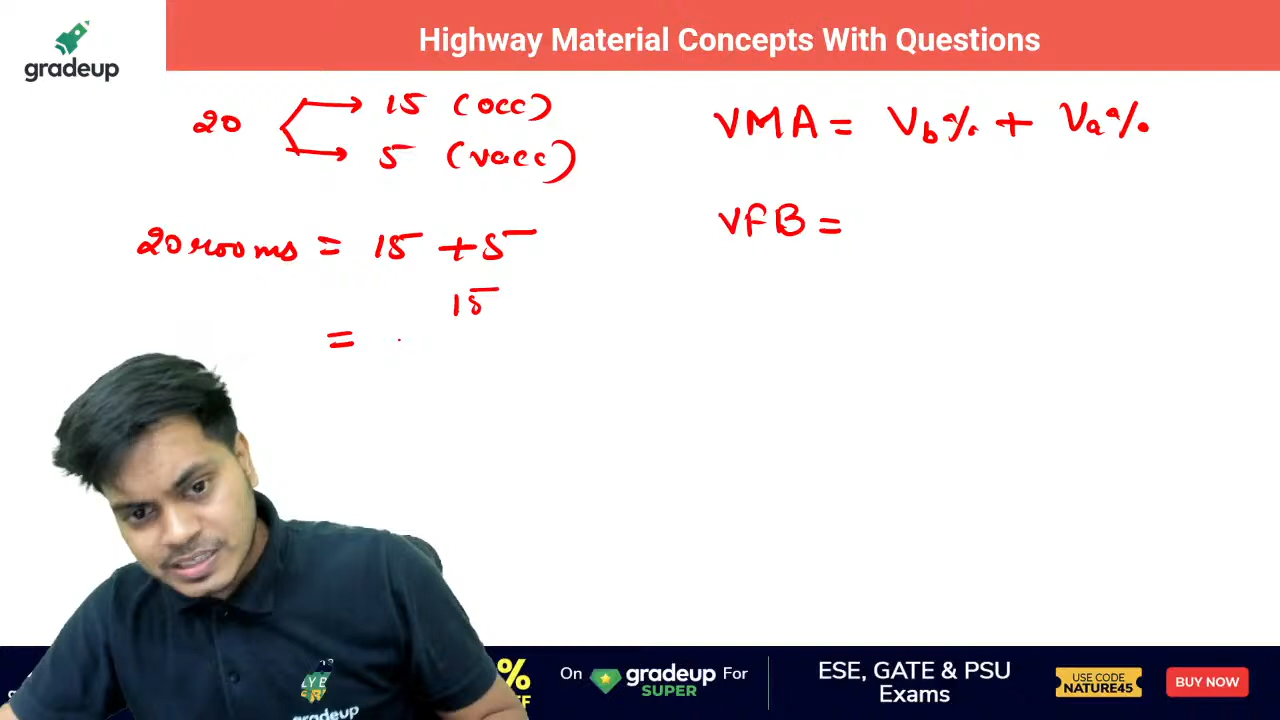 Highway Material Concepts With Questions
gradeup
20
15 (occ)
5 (vacc)
20 rooms = 15 + 5
15
=
VMA = Vb% + Va%
VFB =
%
On gradeup SUPER For
ESE, GATE & PSU
Exams
USE CODE
NATURE45
BUY NOW
gradeup